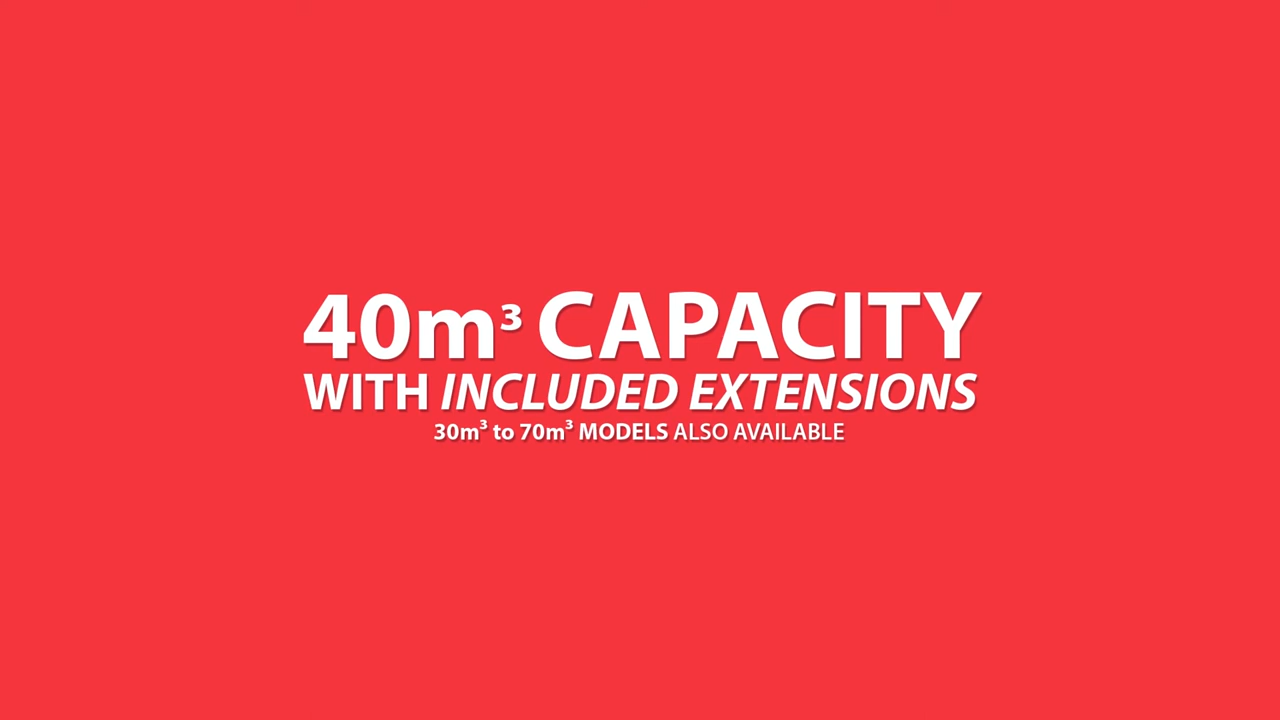 40m³ CAPACITY
WITH INCLUDED EXTENSIONS
30m³ to 70m³ MODELS ALSO AVAILABLE